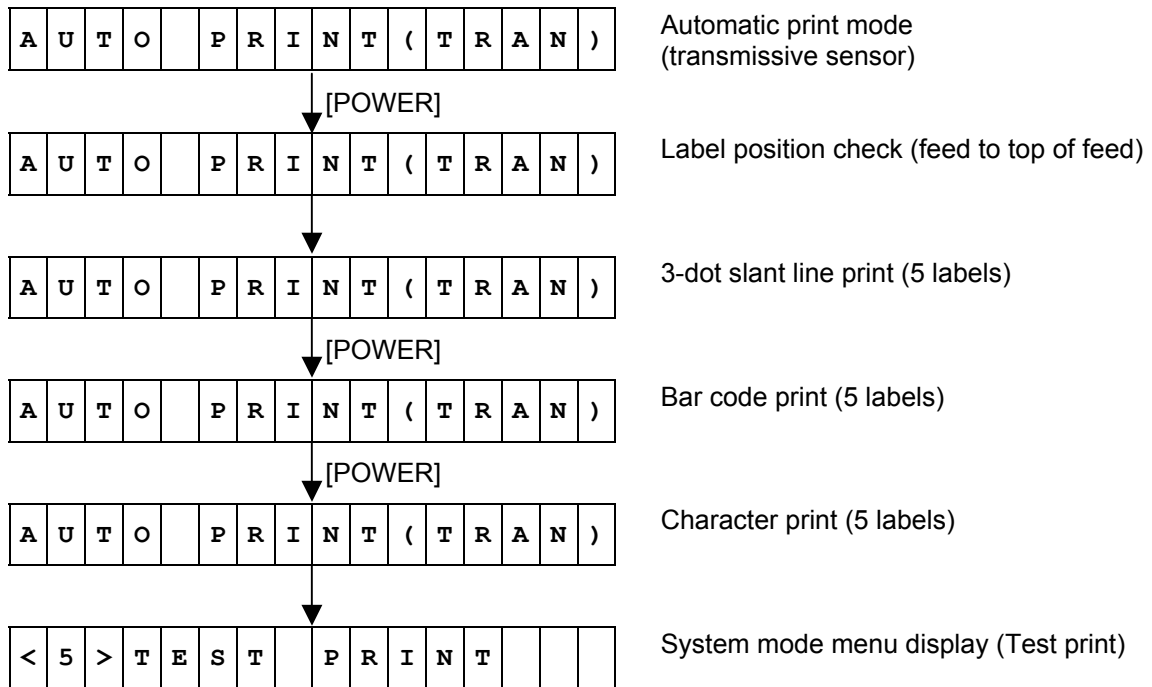 AUTO PRINT(TRAN)
Automatic print mode
(transmissive sensor)
[POWER]
AUTO PRINT(TRAN)
Label position check (feed to top of feed)
AUTO PRINT(TRAN)
3-dot slant line print (5 labels)
[POWER]
AUTO PRINT(TRAN)
Bar code print (5 labels)
[POWER]
AUTO PRINT(TRAN)
Character print (5 labels)
<5>TEST PRINT
System mode menu display (Test print)